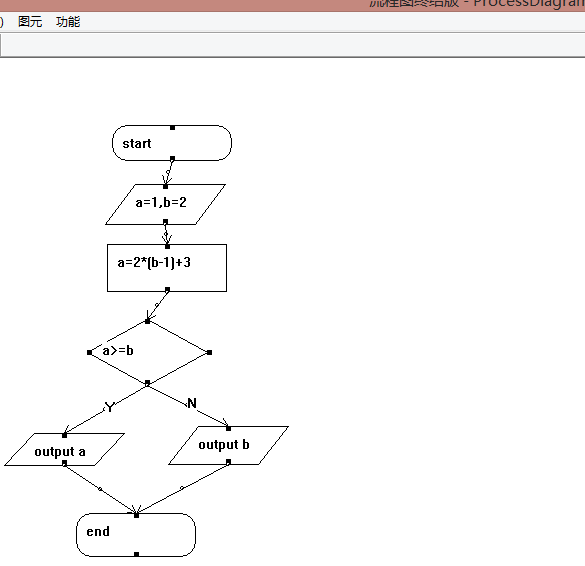 流程图终结版 - ProcessDiagram
) 图元 功能
start
a=1,b=2
a=2*(b-1)+3
a>=b
Y N
output a output b
end